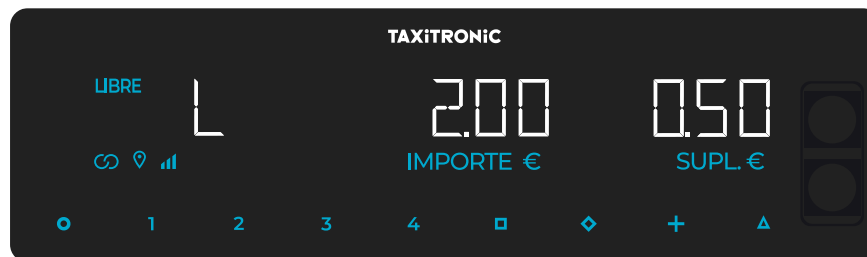 TAXiTRONiC
LIBRE
L 2.00 0.50
IMPORTE € SUPL. €
1 2 3 4